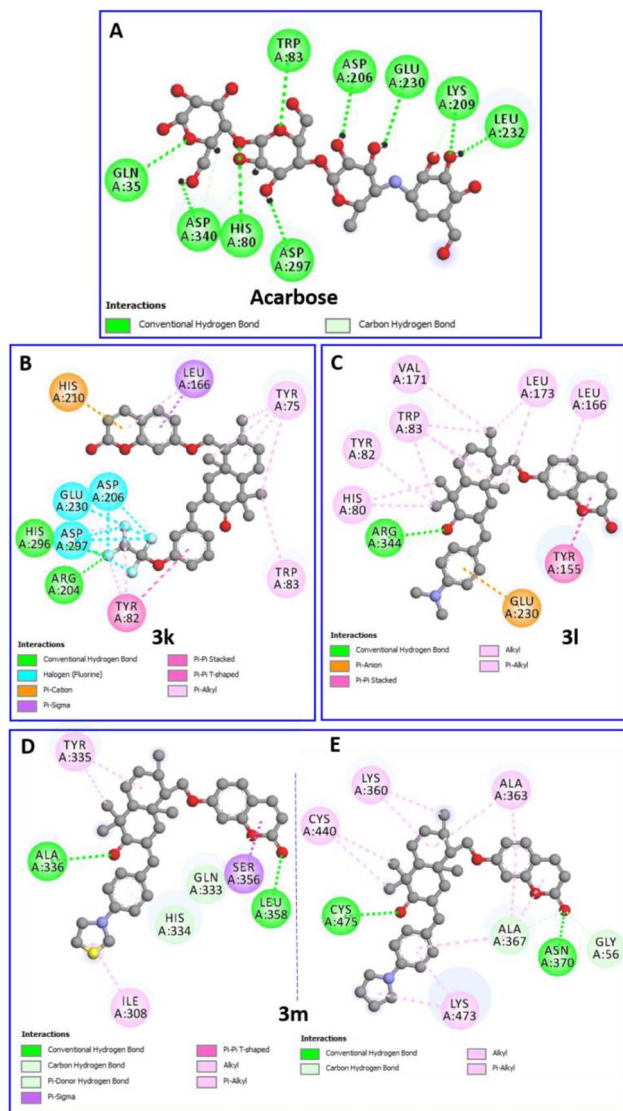 A
TRP
A:83
ASP
A:206
GLU
A:230
LYS
A:209
LEU
A:232
GLN
A:35
ASP
A:340
HIS
A:80
ASP
A:297
Acarbose
Interactions
Conventional Hydrogen Bond
Carbon Hydrogen Bond
B
HIS
A:210
LEU
A:166
TYR
A:75
GLU
A:230
ASP
A:206
HIS
A:296
ASP
A:297
ARG
A:204
TYR
A:82
TRP
A:83
3k
Interactions
Conventional Hydrogen Bond
Halogen (Fluorine)
Pi-Cation
Pi-Sigma
Pi-Pi Stacked
Pi-Pi T-shaped
Pi-Alkyl
C
VAL
A:171
TRP
A:83
LEU
A:173
LEU
A:166
TYR
A:82
HIS
A:80
ARG
A:344
TYR
A:155
GLU
A:230
3l
Interactions
Conventional Hydrogen Bond
Pi-Anion
Pi-Pi Stacked
Alkyl
Pi-Alkyl
D
TYR
A:335
ALA
A:336
GLN
A:333
SER
A:356
HIS
A:334
LEU
A:358
ILE
A:308
Interactions
Conventional Hydrogen Bond
Carbon Hydrogen Bond
Pi-Donor Hydrogen Bond
Pi-Sigma
Pi-Pi T-shaped
Alkyl
Pi-Alkyl
3m
E
LYS
A:360
ALA
A:363
CYS
A:440
CYS
A:475
ALA
A:367
ASN
A:370
GLY
A:56
LYS
A:473
Interactions
Conventional Hydrogen Bond
Carbon Hydrogen Bond
Alkyl
Pi-Alkyl